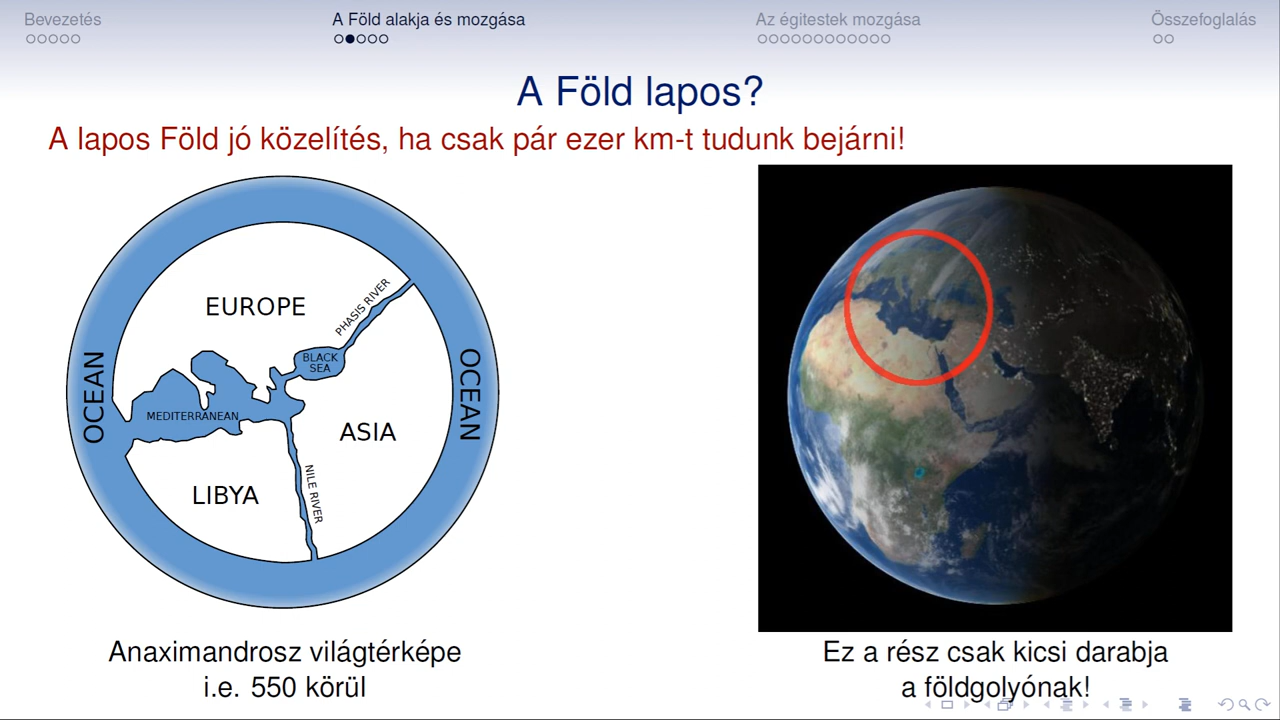 Bevezetés
A Föld alakja és mozgása
Az égitestek mozgása
Összefoglalás
A Föld lapos?
A lapos Föld jó közelítés, ha csak pár ezer km-t tudunk bejárni!
EUROPE
PHASIS RIVER
BLACK
SEA
OCEAN
MEDITERRANEAN
ASIA
OCEAN
LIBYA
NILE RIVER
Anaximandrosz világtérképe
i.e. 550 körül
Ez a rész csak kicsi darabja
a földgolyónak!